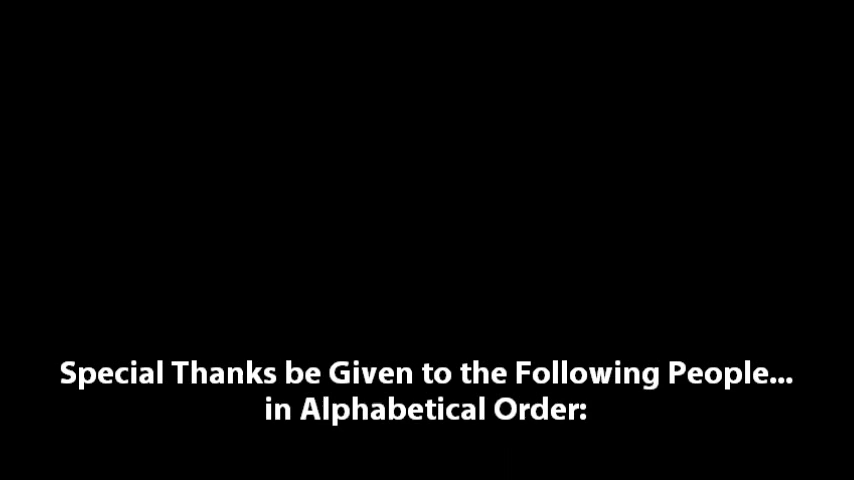 Special Thanks be Given to the Following People...
in Alphabetical Order: